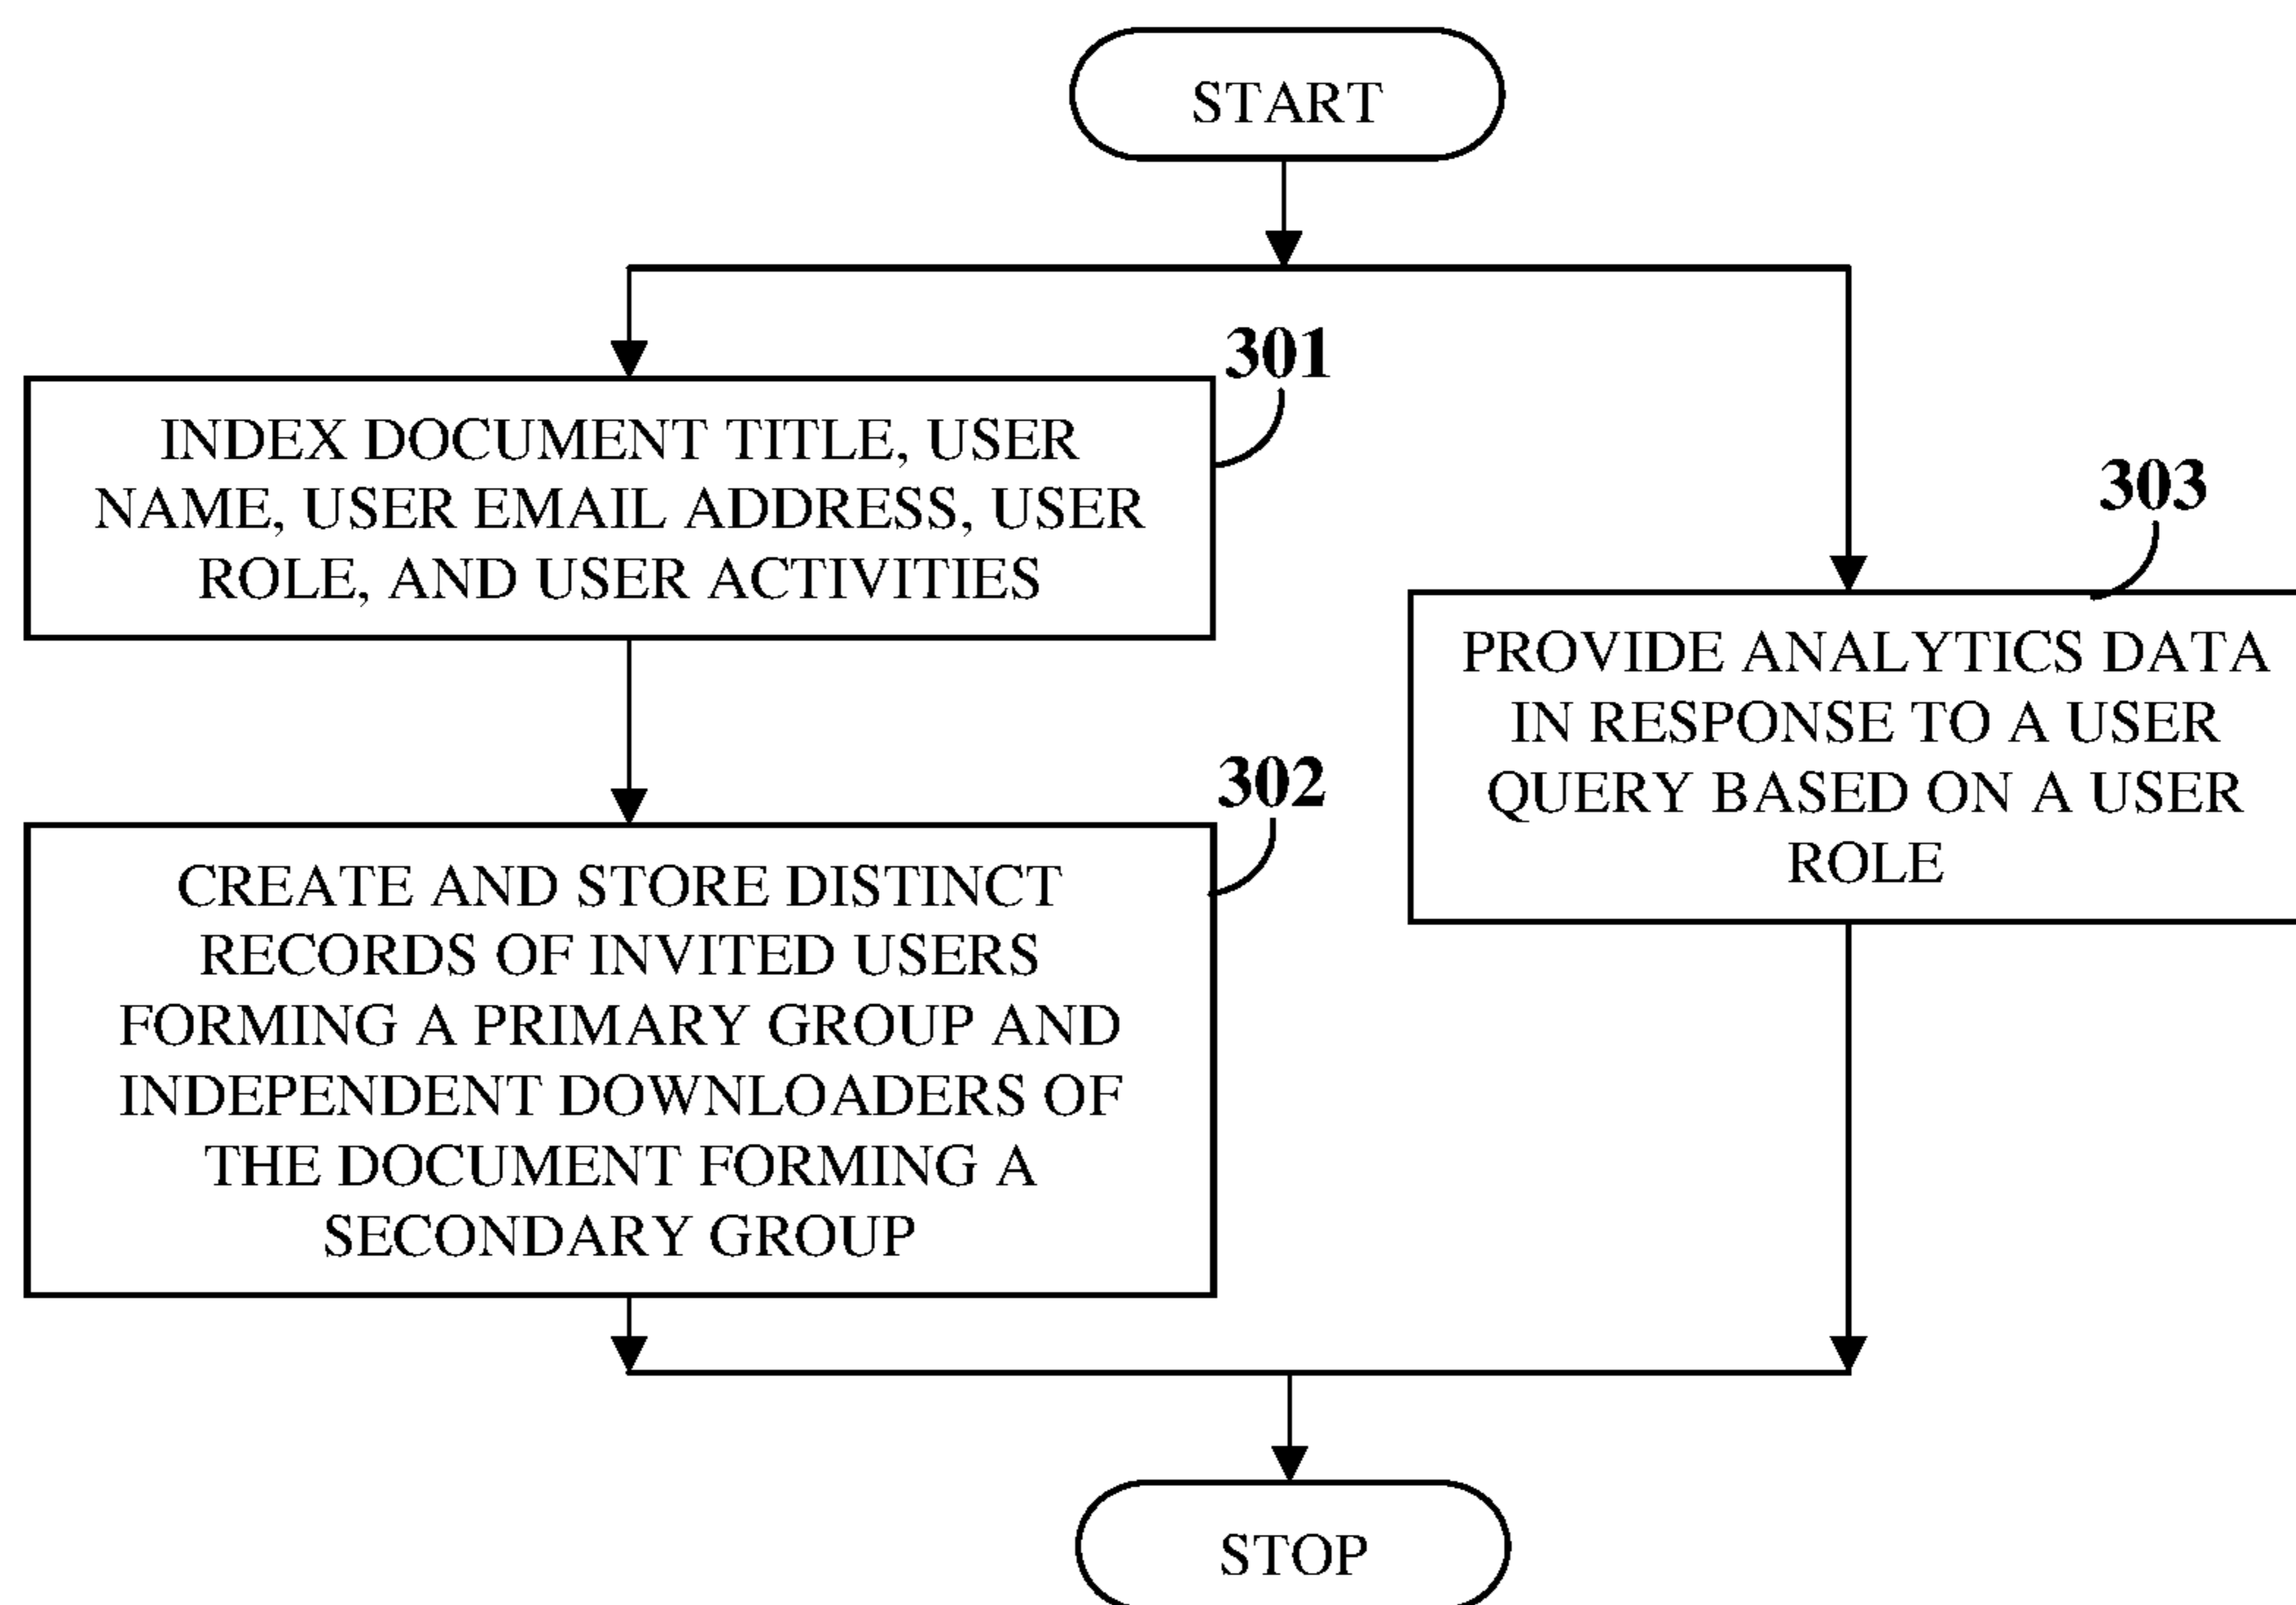 START
301
INDEX DOCUMENT TITLE, USER
NAME, USER EMAIL ADDRESS, USER
ROLE, AND USER ACTIVITIES
302
CREATE AND STORE DISTINCT
RECORDS OF INVITED USERS
FORMING A PRIMARY GROUP AND
INDEPENDENT DOWNLOADERS OF
THE DOCUMENT FORMING A
SECONDARY GROUP
303
PROVIDE ANALYTICS DATA
IN RESPONSE TO A USER
QUERY BASED ON A USER
ROLE
STOP